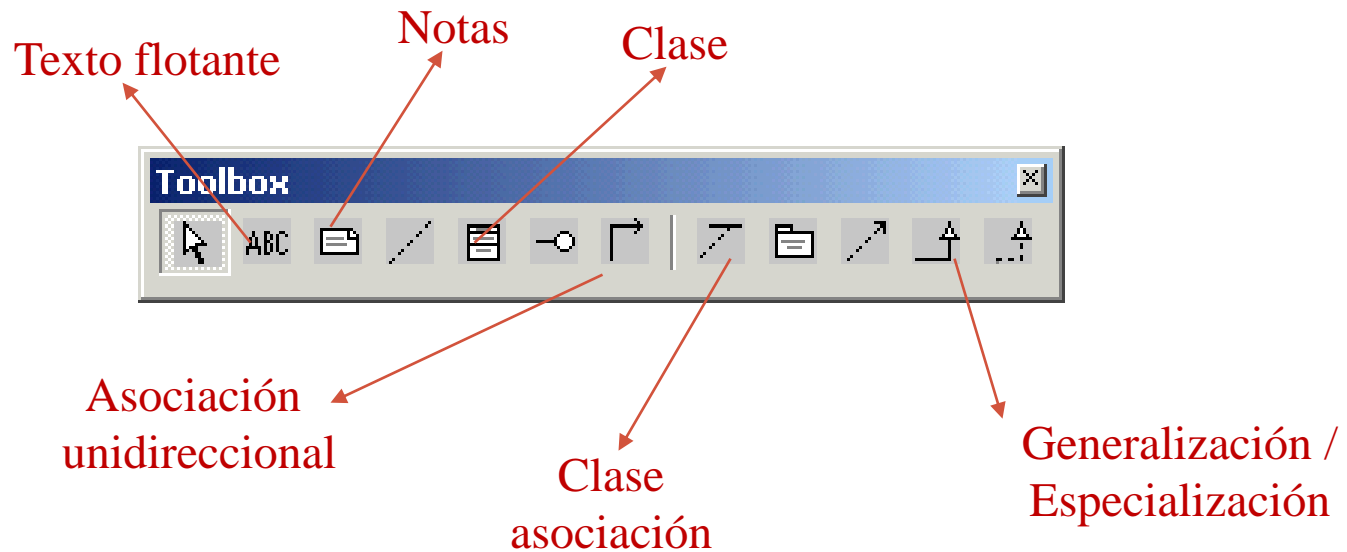 Notas
Clase
Texto flotante
Toolbox
ABC
Asociación
unidireccional
Clase
asociación
Generalización /
Especialización